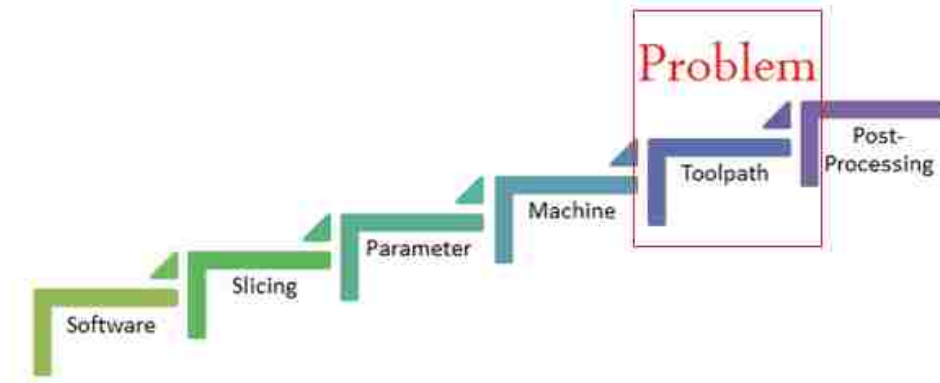 Problem
Post-
Processing
Toolpath
Machine
Parameter
Slicing
Software